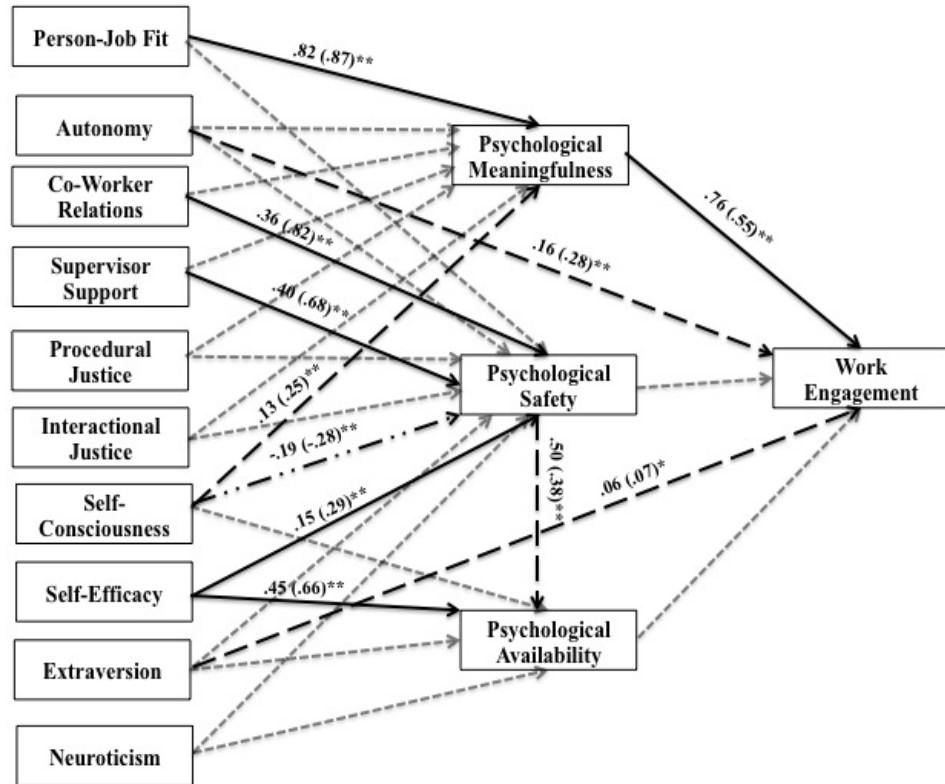 Person-Job Fit
.82 (.87)**
Autonomy
Psychological
Meaningfulness
Co-Worker
Relations
.36 (.82)**
.16 (.28)**
.76 (.55)**
Supervisor
Support
.40 (.68)**
Procedural
Justice
Psychological
Safety
Work
Engagement
.13 (.25)**
Interactional
Justice
-.19 (-.28)**
Self-
Consciousness
.15 (.29)**
.50 (.38)**
.06 (.07)*
Self-Efficacy
.45 (.66)**
Psychological
Availability
Extraversion
Neuroticism